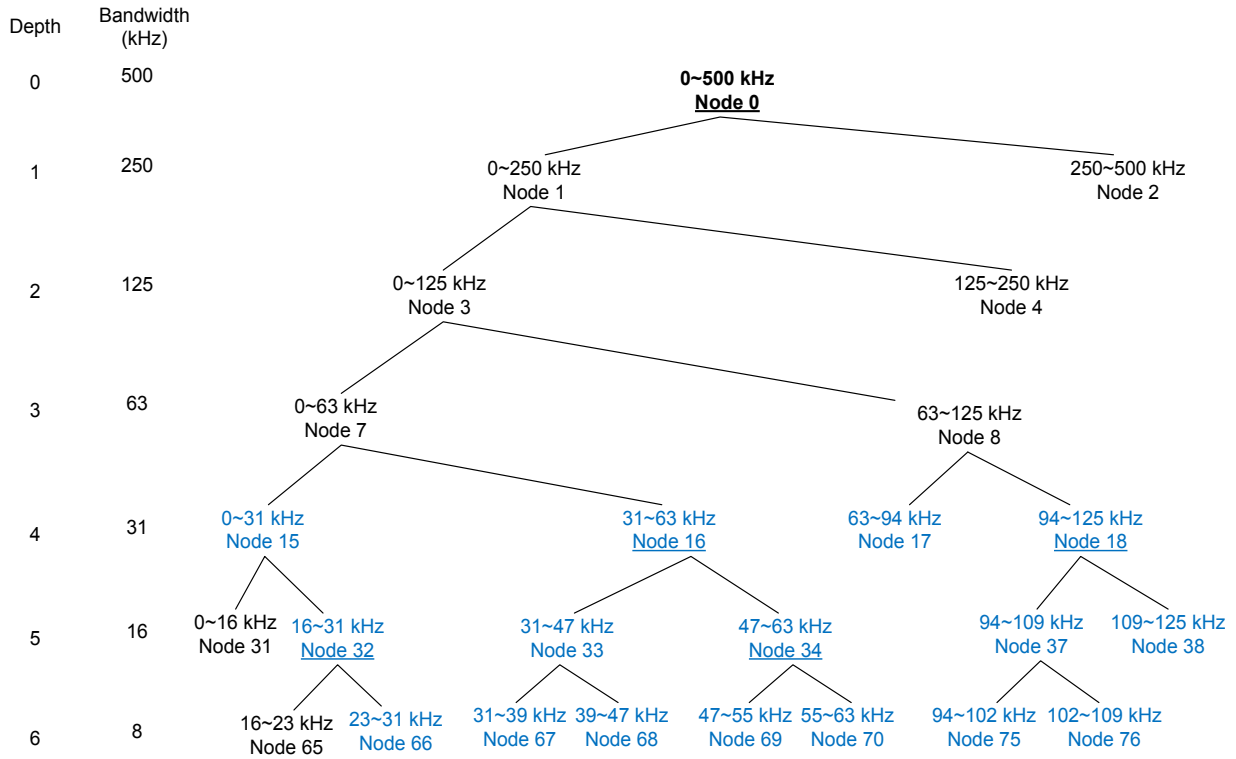 Depth
Bandwidth
(kHz)
0
500
0~500 kHz
Node 0
1
250
0~250 kHz
Node 1
250~500 kHz
Node 2
2
125
0~125 kHz
Node 3
125~250 kHz
Node 4
3
63
0~63 kHz
Node 7
63~125 kHz
Node 8
4
31
0~31 kHz
Node 15
31~63 kHz
Node 16
63~94 kHz
Node 17
94~125 kHz
Node 18
5
16
0~16 kHz
Node 31
16~31 kHz
Node 32
31~47 kHz
Node 33
47~63 kHz
Node 34
94~109 kHz
Node 37
109~125 kHz
Node 38
6
8
16~23 kHz
Node 65
23~31 kHz
Node 66
31~39 kHz
Node 67
39~47 kHz
Node 68
47~55 kHz
Node 69
55~63 kHz
Node 70
94~102 kHz
Node 75
102~109 kHz
Node 76